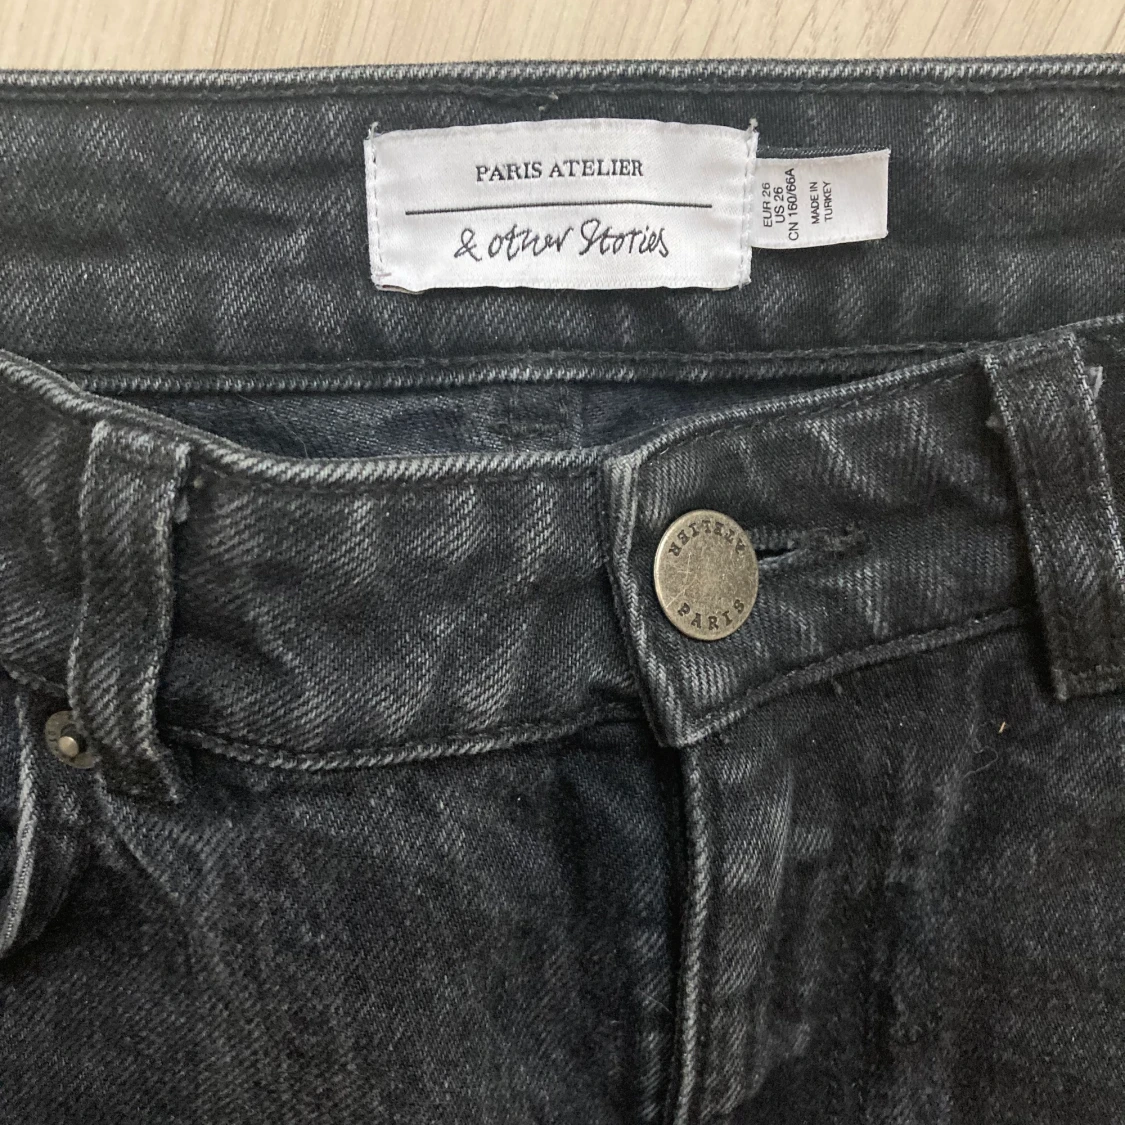 PARIS ATELIER
& other Stories
EUR 26
US 26
CN 160/66A
MADE IN
TURKEY
ATELIER
PARIS